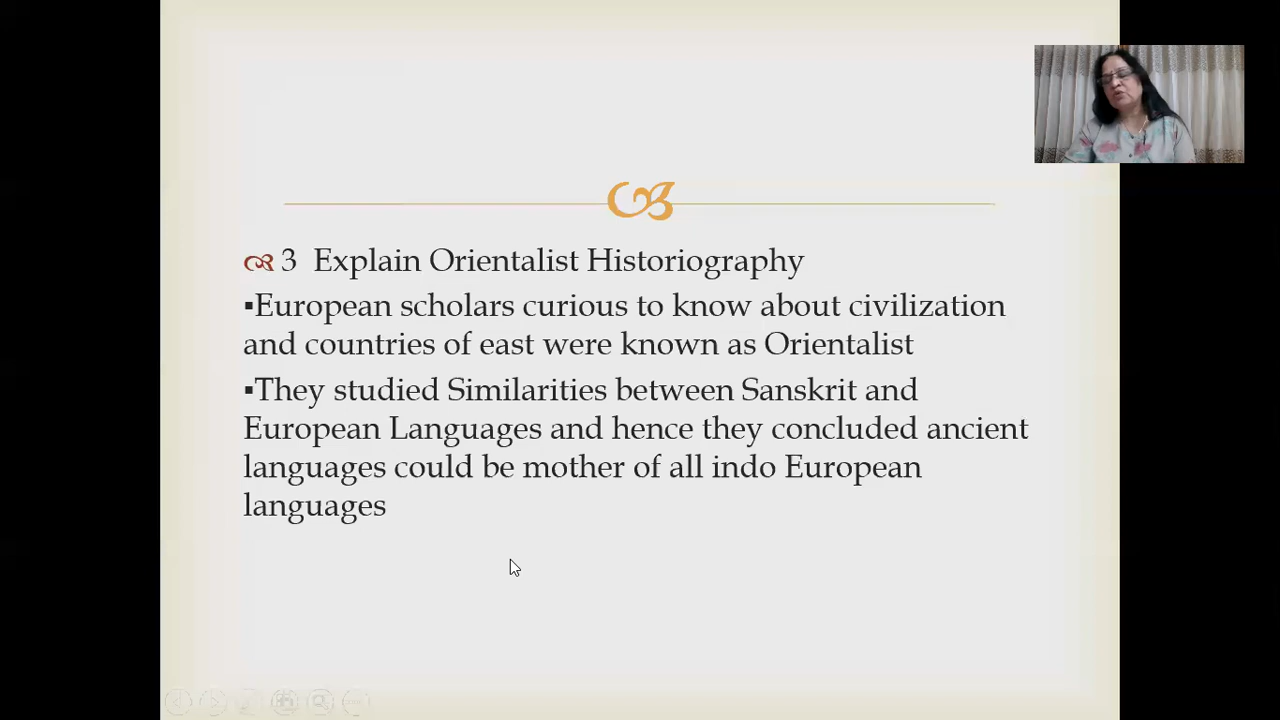 3 Explain Orientalist Historiography
▪European scholars curious to know about civilization
and countries of east were known as Orientalist
▪They studied Similarities between Sanskrit and
European Languages and hence they concluded ancient
languages could be mother of all indo European
languages